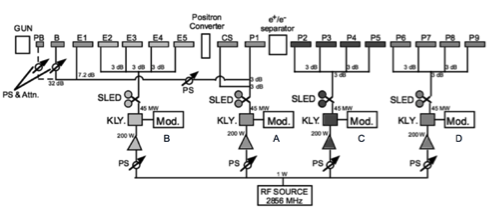 GUN
PB B E1 E2 E3 E4 E5
Positron
Converter
CS P1
e+/e-
separator
P2 P3 P4 P5 P6 P7 P8 P9
3 dB 3 dB 3 dB 3 dB 3 dB 3 dB 3 dB
32 dB 7.2 dB 3 dB
PS & Attn.
PS
SLED SLED SLED SLED
45 MW 45 MW 45 MW 45 MW
KLY. Mod. KLY. Mod. KLY. Mod. KLY. Mod.
200 W B 200 W A 200 W C 200 W D
PS PS PS PS
1 W
RF SOURCE
2856 MHz